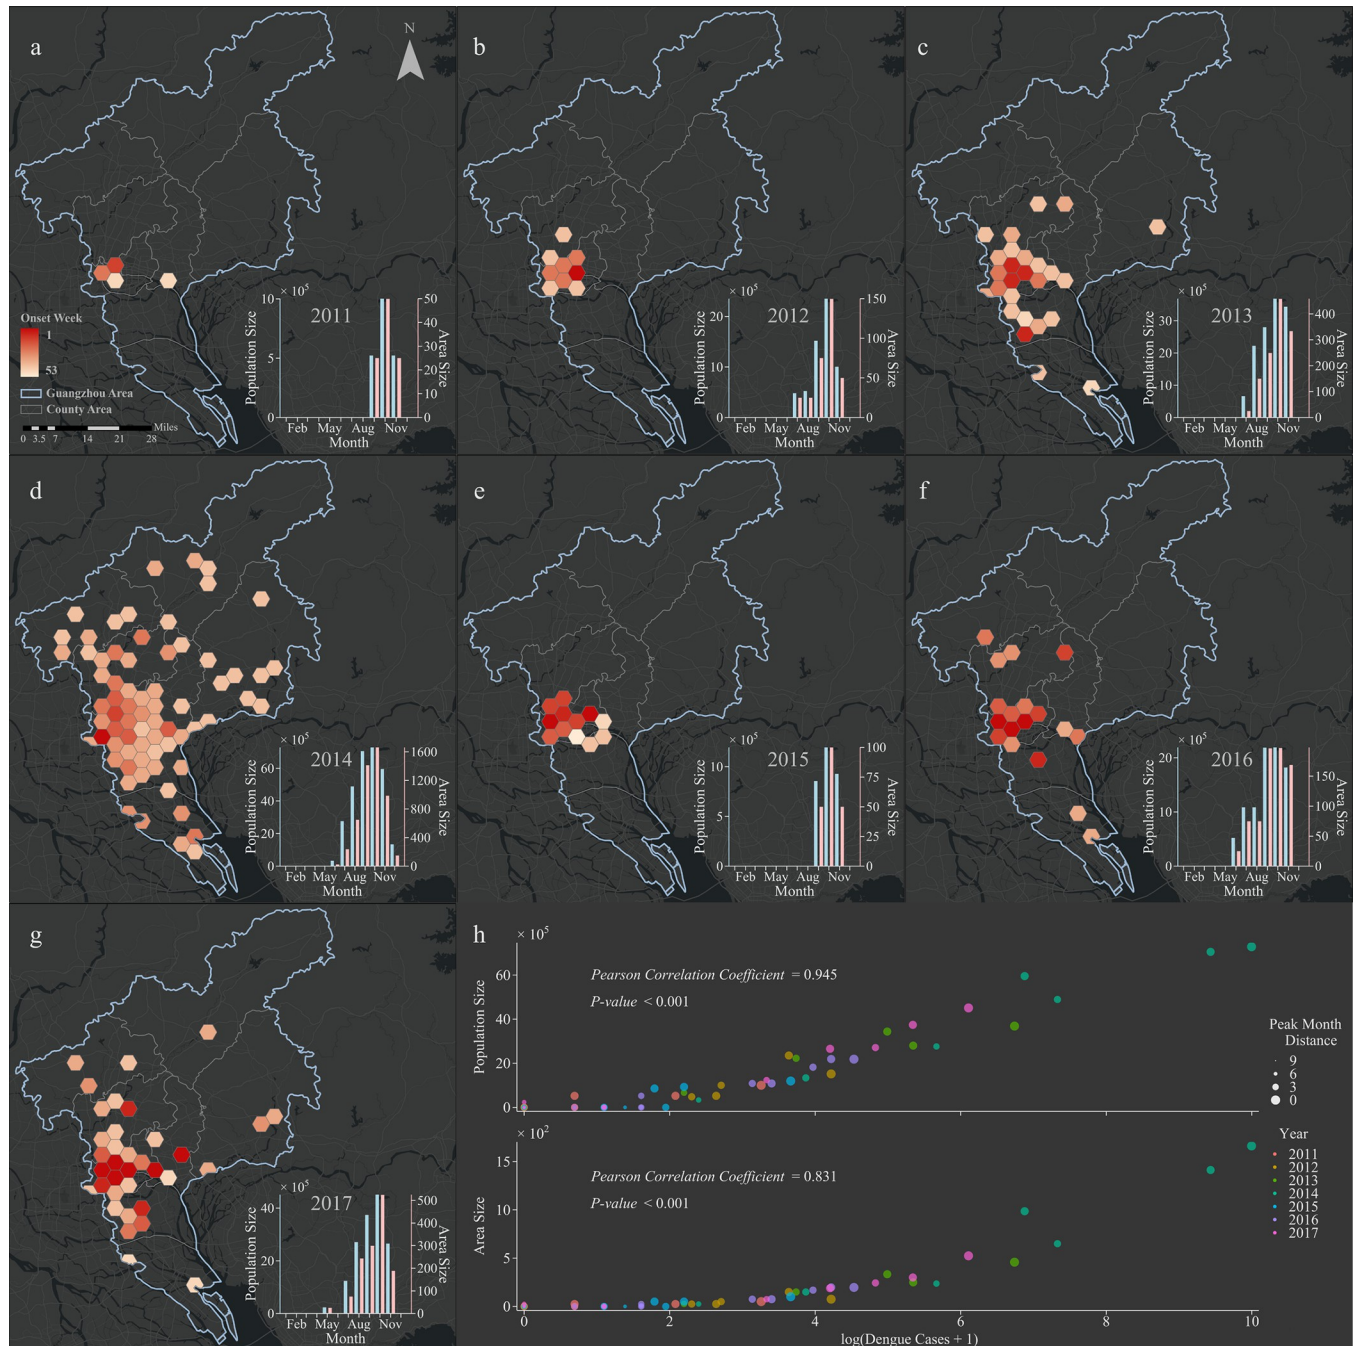 a
N
Onset Week
1
53
Guangzhou Area
County Area
Miles
0 3.5 7 14 21 28
× 10⁵
2011
Population Size
10
5
0
Area Size
50
40
30
20
10
0
Feb May Aug Nov
Month
b
× 10⁵
2012
Population Size
20
10
0
Area Size
150
100
50
0
Feb May Aug Nov
Month
c
× 10⁵
2013
Population Size
30
20
10
0
Area Size
400
300
200
100
0
Feb May Aug Nov
Month
d
× 10⁵
2014
Population Size
60
40
20
0
Area Size
1600
1200
800
400
0
Feb May Aug Nov
Month
e
× 10⁵
2015
Population Size
10
5
0
Area Size
100
75
50
25
0
Feb May Aug Nov
Month
f
× 10⁵
2016
Population Size
20
10
0
Area Size
150
100
50
0
Feb May Aug Nov
Month
g
× 10⁵
2017
Population Size
40
20
0
Area Size
500
400
300
200
100
0
Feb May Aug Nov
Month
h
× 10⁵
Pearson Correlation Coefficient = 0.945
P-value < 0.001
Population Size
60
40
20
0
Peak Month
Distance
9
6
3
0
× 10²
Pearson Correlation Coefficient = 0.831
P-value < 0.001
Area Size
15
10
5
0
Year
2011
2012
2013
2014
2015
2016
2017
0 2 4 6 8 10
log(Dengue Cases + 1)